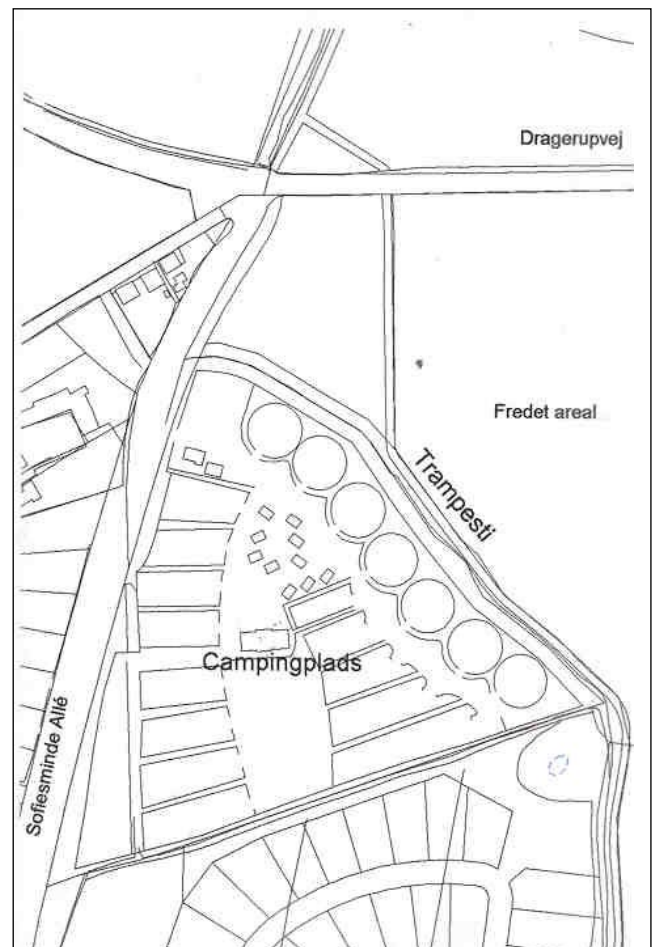 Dragerupvej
Fredet areal
Trampesti
Campingplads
Sofiesminde Allé